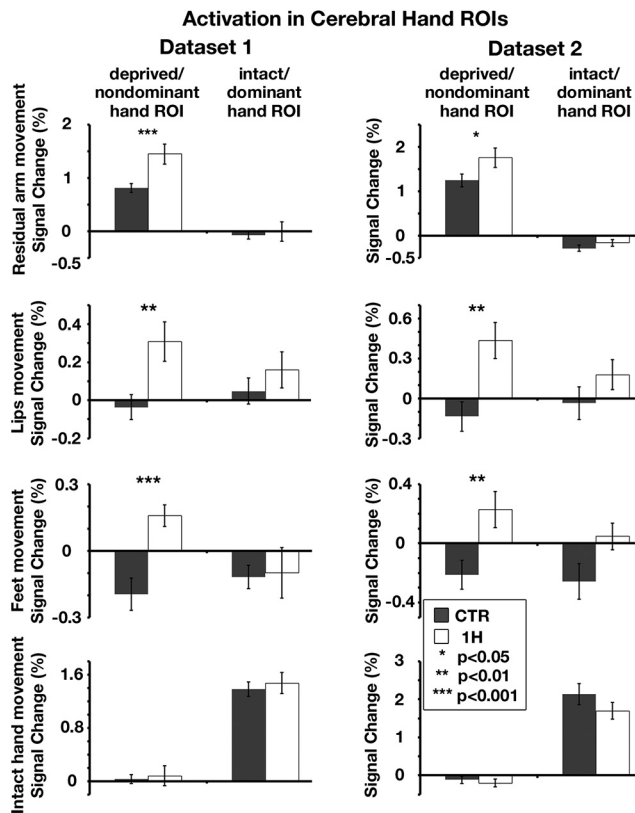 Activation in Cerebral Hand ROIs
Dataset 1
Dataset 2
deprived/
nondominant
hand ROI
intact/
dominant
hand ROI
deprived/
nondominant
hand ROI
intact/
dominant
hand ROI
Residual arm movement
Signal Change (%)
2
1
0
-0.5
***
Signal Change (%)
2
1
0
-0.5
*
Lips movement
Signal Change (%)
0.4
0.2
0
-0.2
**
Signal Change (%)
0.6
0.3
0
-0.3
**
Feet movement
Signal Change (%)
0.3
0
-0.3
***
Signal Change (%)
0.4
0
-0.4
**
CTR
1H
* p<0.05
** p<0.01
*** p<0.001
Intact hand movement
Signal Change (%)
1.6
0.8
0
Signal Change (%)
3
2
1
0